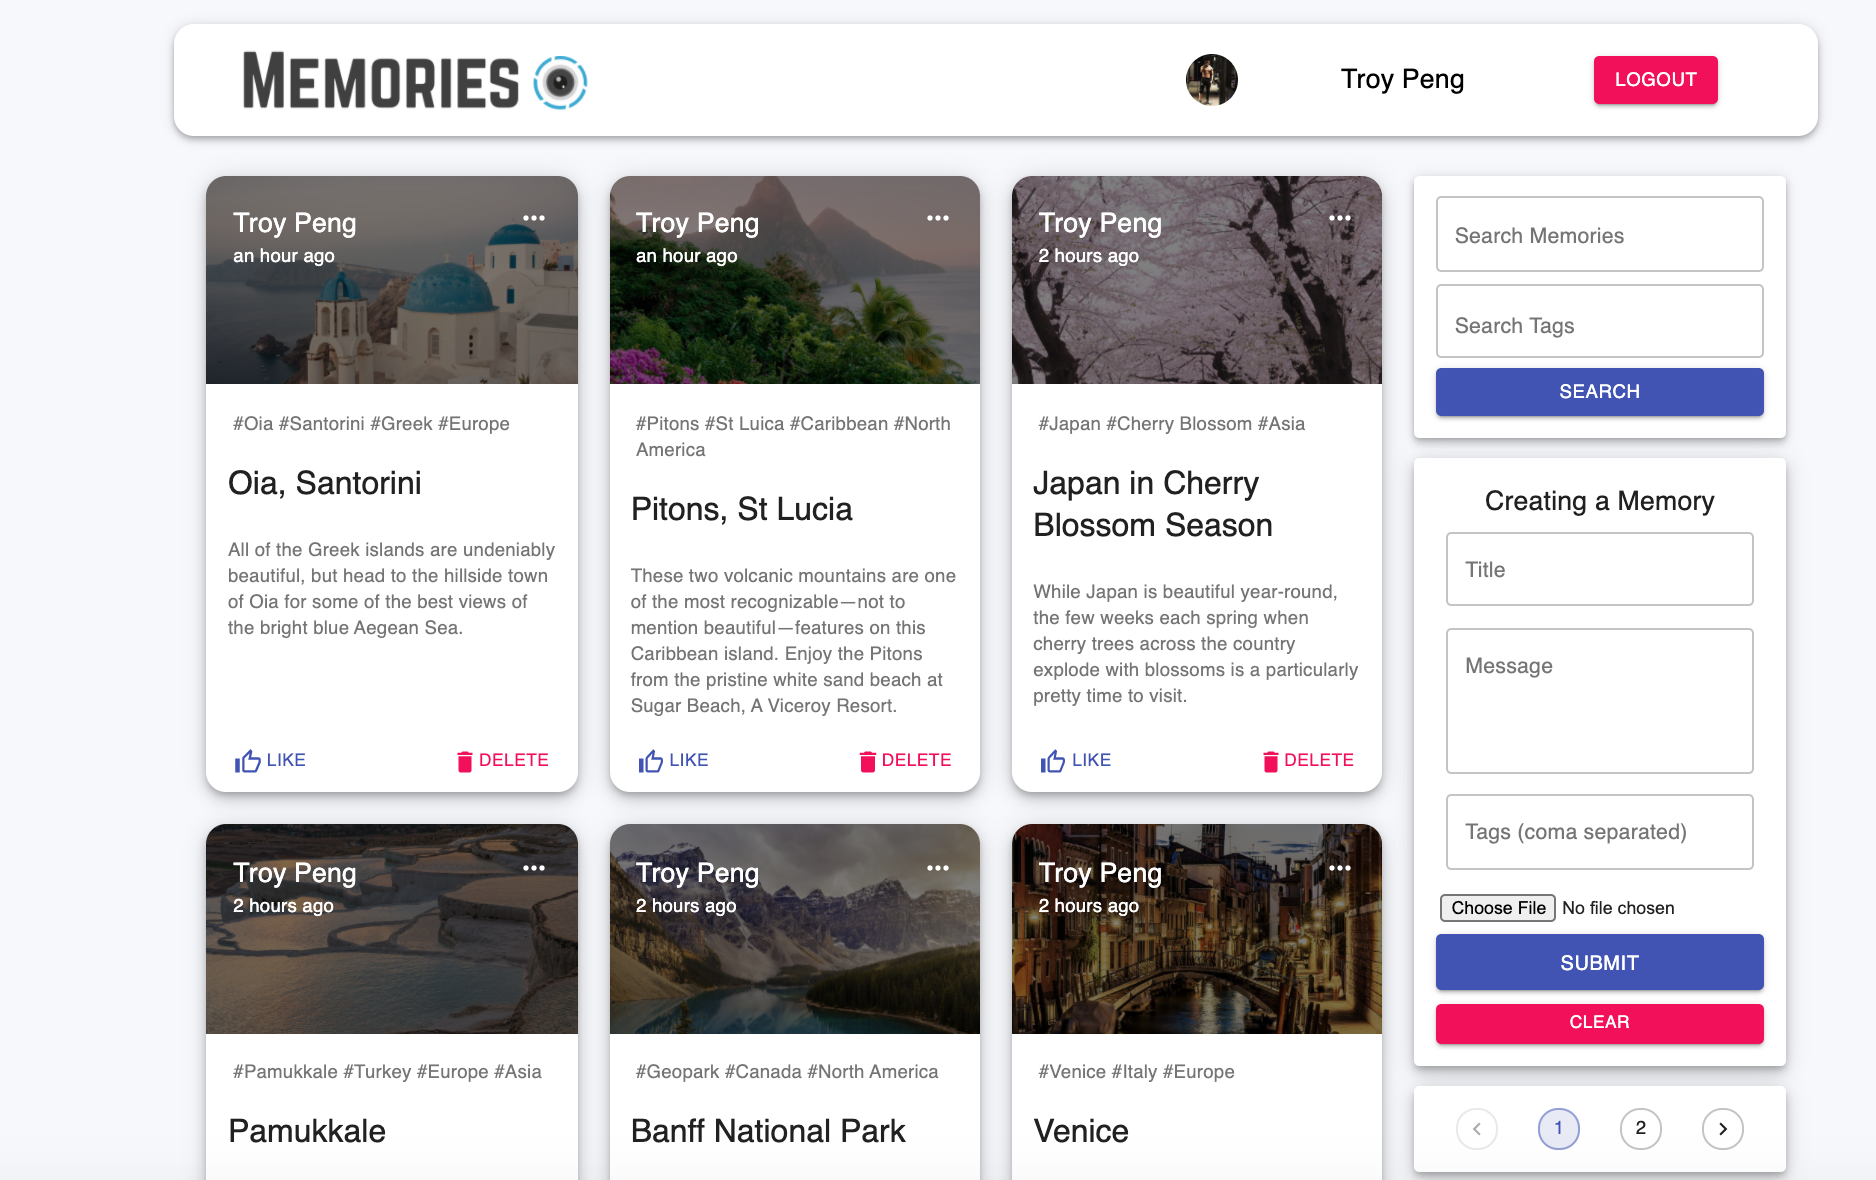 MEMORIES
Troy Peng
LOGOUT
Troy Peng
an hour ago
#Oia #Santorini #Greek #Europe
Oia, Santorini
All of the Greek islands are undeniably
beautiful, but head to the hillside town
of Oia for some of the best views of
the bright blue Aegean Sea.
LIKE
DELETE
Troy Peng
an hour ago
#Pitons #St Luica #Caribbean #North
America
Pitons, St Lucia
These two volcanic mountains are one
of the most recognizable—not to
mention beautiful—features on this
Caribbean island. Enjoy the Pitons
from the pristine white sand beach at
Sugar Beach, A Viceroy Resort.
LIKE
DELETE
Troy Peng
2 hours ago
#Japan #Cherry Blossom #Asia
Japan in Cherry
Blossom Season
While Japan is beautiful year-round,
the few weeks each spring when
cherry trees across the country
explode with blossoms is a particularly
pretty time to visit.
LIKE
DELETE
Troy Peng
2 hours ago
#Pamukkale #Turkey #Europe #Asia
Pamukkale
Troy Peng
2 hours ago
#Geopark #Canada #North America
Banff National Park
Troy Peng
2 hours ago
#Venice #Italy #Europe
Venice
Search Memories
Search Tags
SEARCH
Creating a Memory
Title
Message
Tags (coma separated)
Choose File No file chosen
SUBMIT
CLEAR
1 2